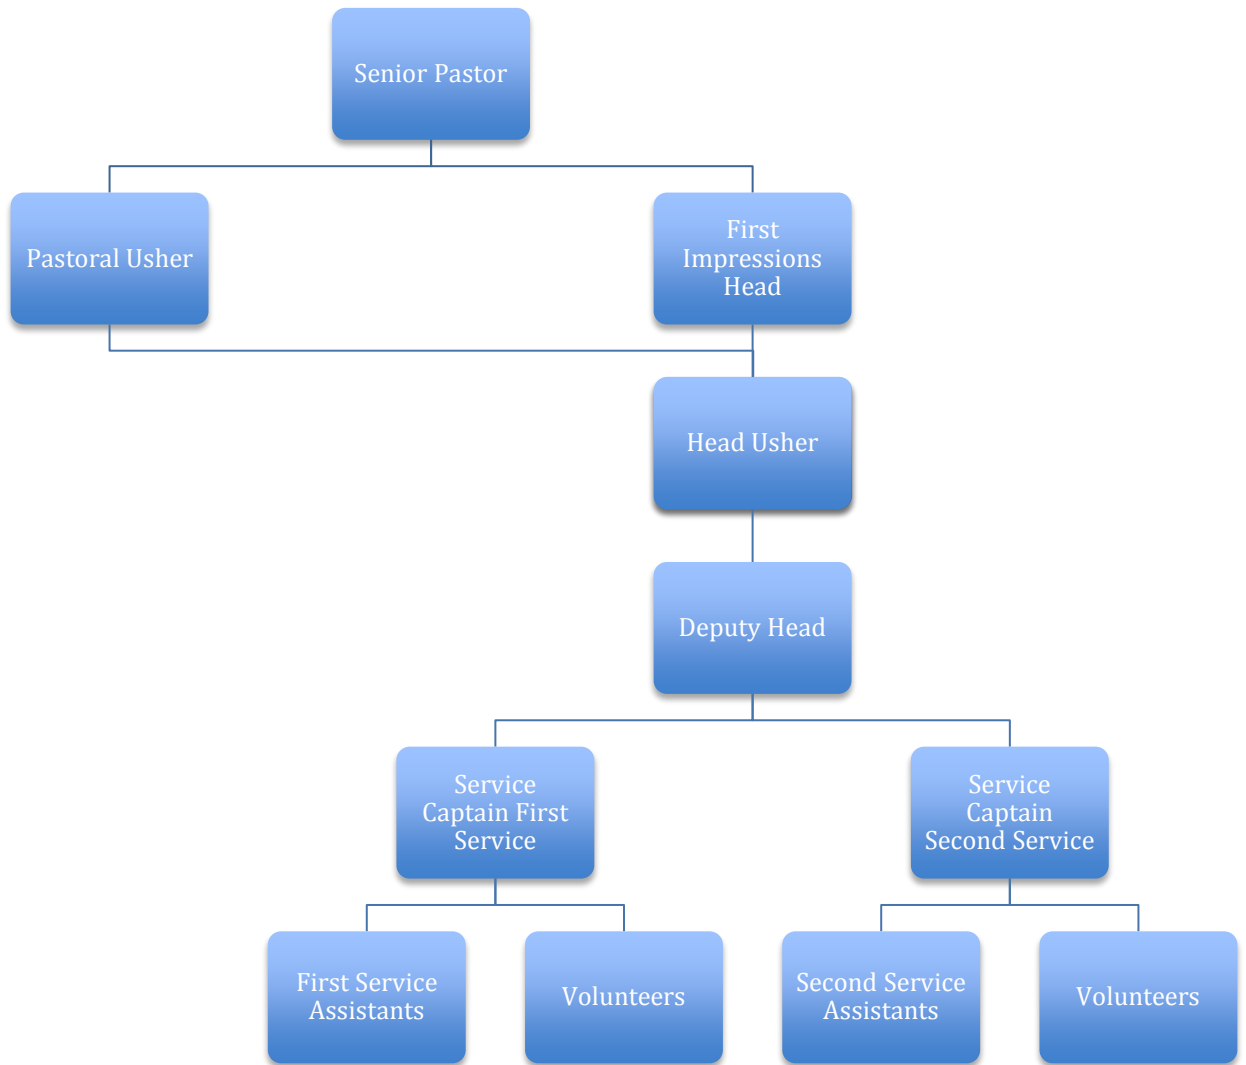 Senior Pastor
Pastoral Usher
First
Impressions
Head
Head Usher
Deputy Head
Service
Captain First
Service
Service
Captain
Second Service
First Service
Assistants
Volunteers
Second Service
Assistants
Volunteers